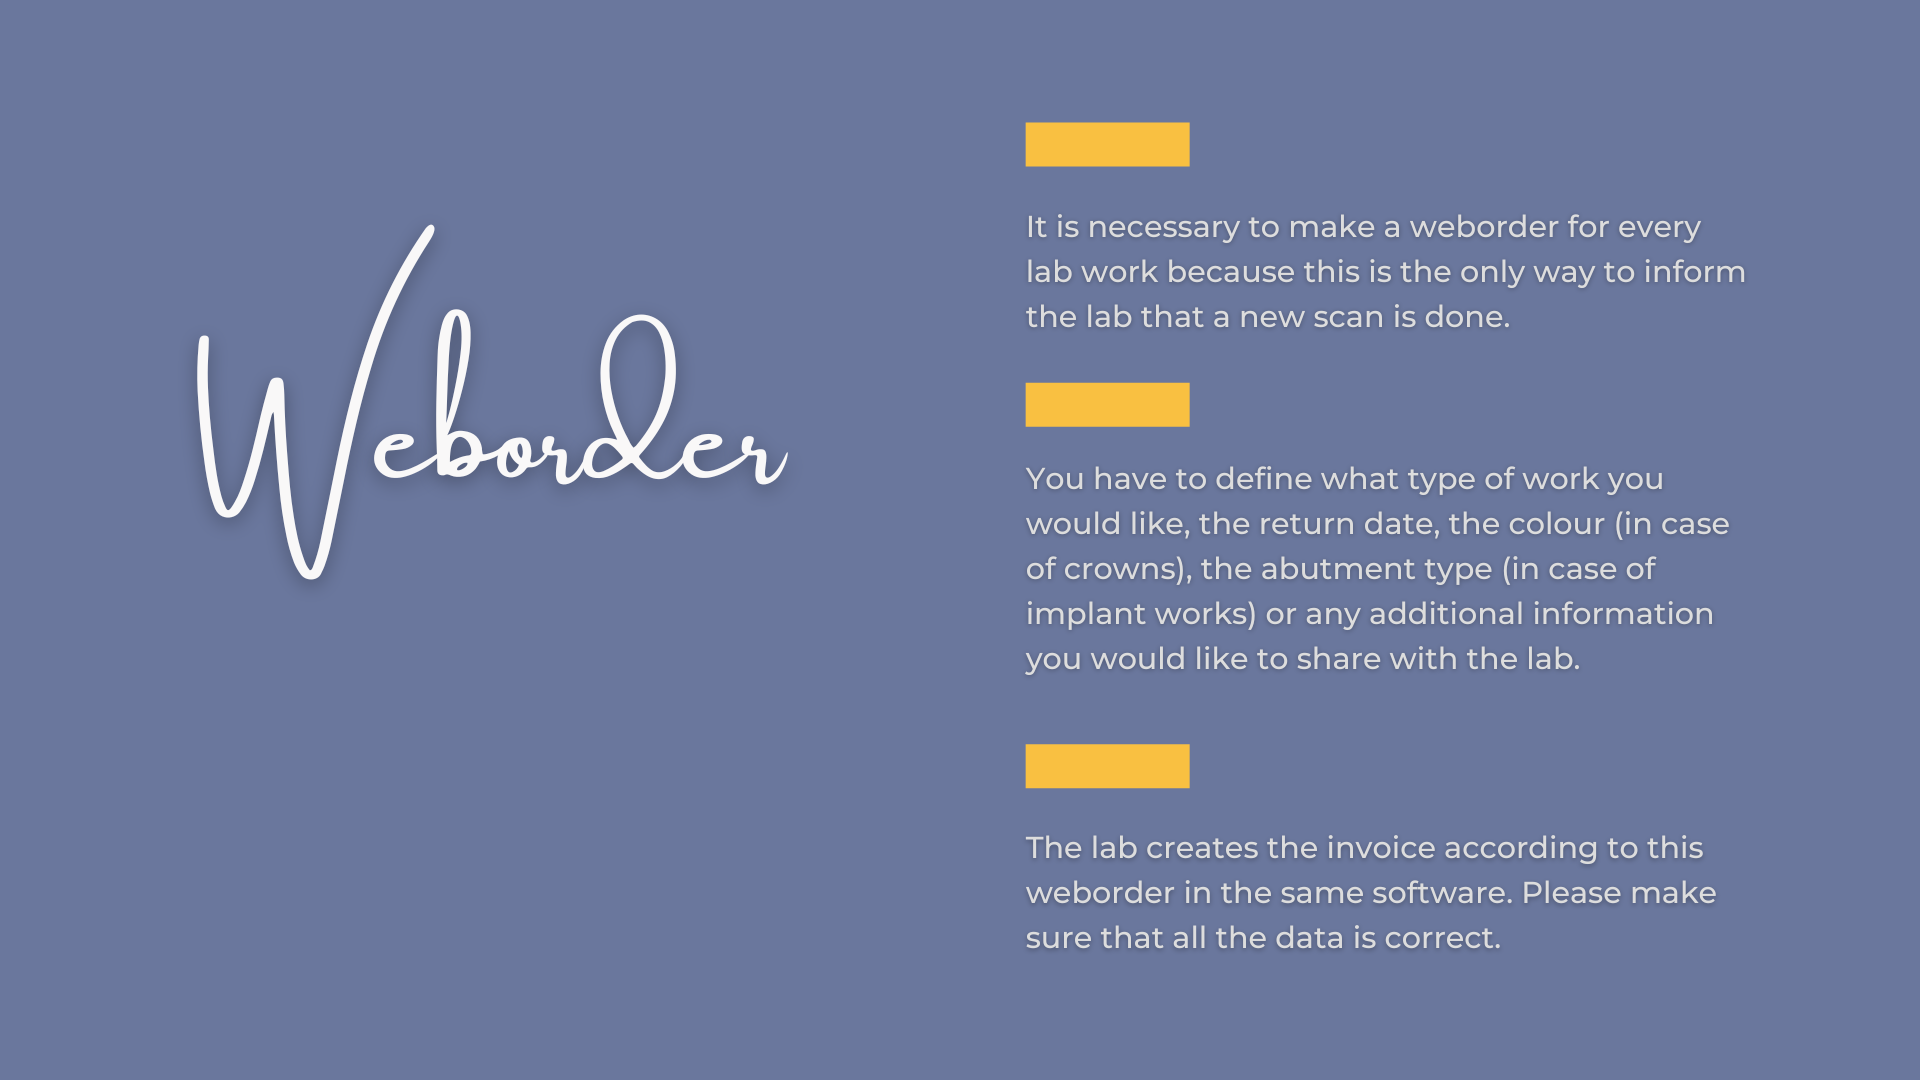 Weborder
It is necessary to make a weborder for every
lab work because this is the only way to inform
the lab that a new scan is done.
You have to define what type of work you
would like, the return date, the colour (in case
of crowns), the abutment type (in case of
implant works) or any additional information
you would like to share with the lab.
The lab creates the invoice according to this
weborder in the same software. Please make
sure that all the data is correct.